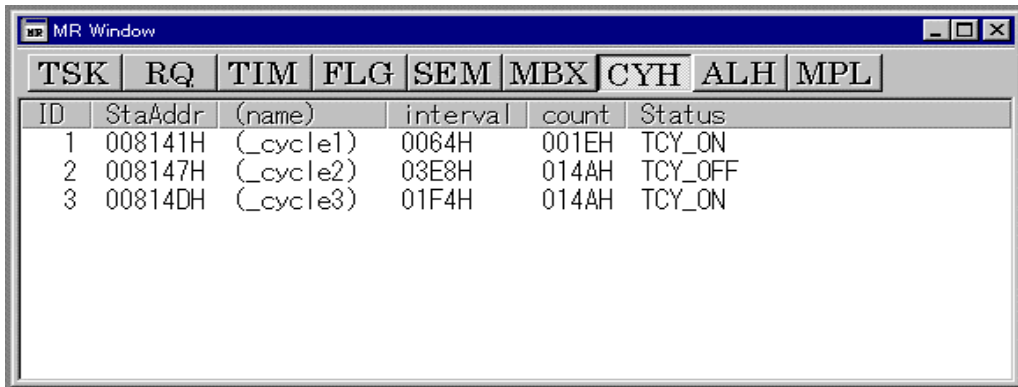 MR MR Window
TSK RQ TIM FLG SEM MBX CYH ALH MPL
ID StaAddr (name) interval count Status
1 008141H (_cycle1) 0064H 001EH TCY_ON
2 008147H (_cycle2) 03E8H 014AH TCY_OFF
3 00814DH (_cycle3) 01F4H 014AH TCY_ON